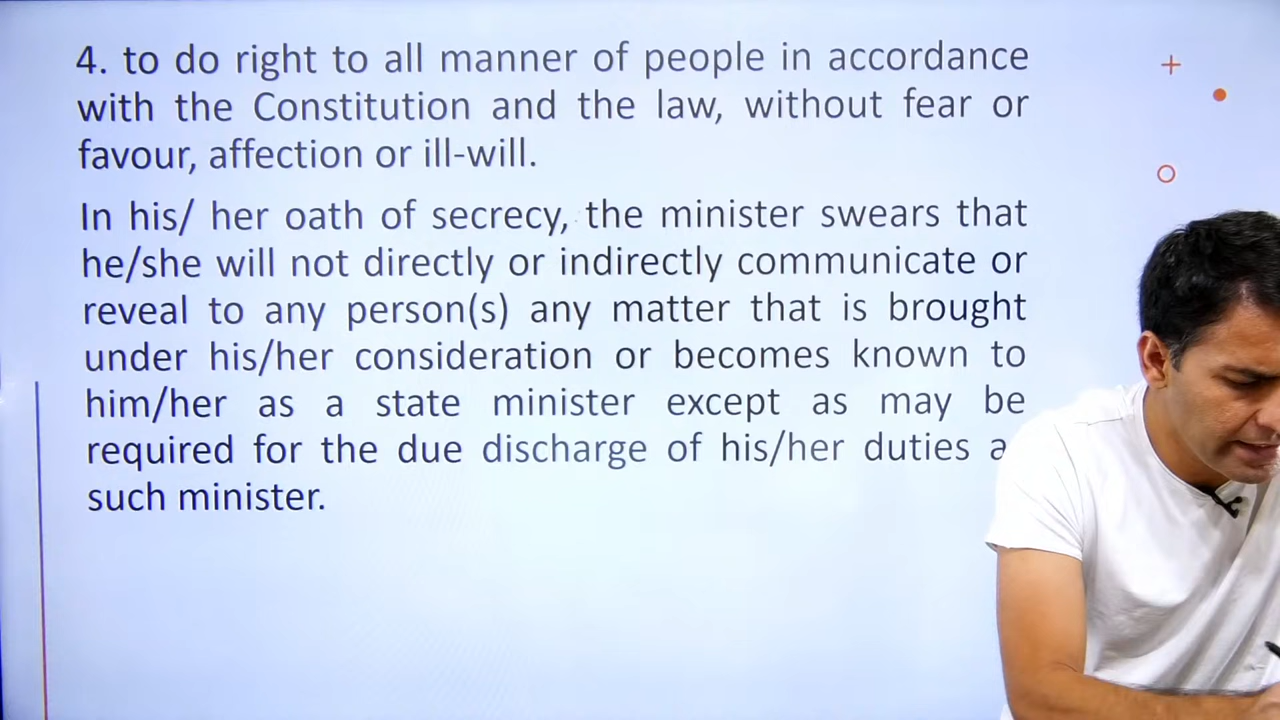 4. to do right to all manner of people in accordance
with the Constitution and the law, without fear or
favour, affection or ill-will.
In his/ her oath of secrecy, the minister swears that
he/she will not directly or indirectly communicate or
reveal to any person(s) any matter that is brought
under his/her consideration or becomes known to
him/her as a state minister except as may be
required for the due discharge of his/her duties a
such minister.